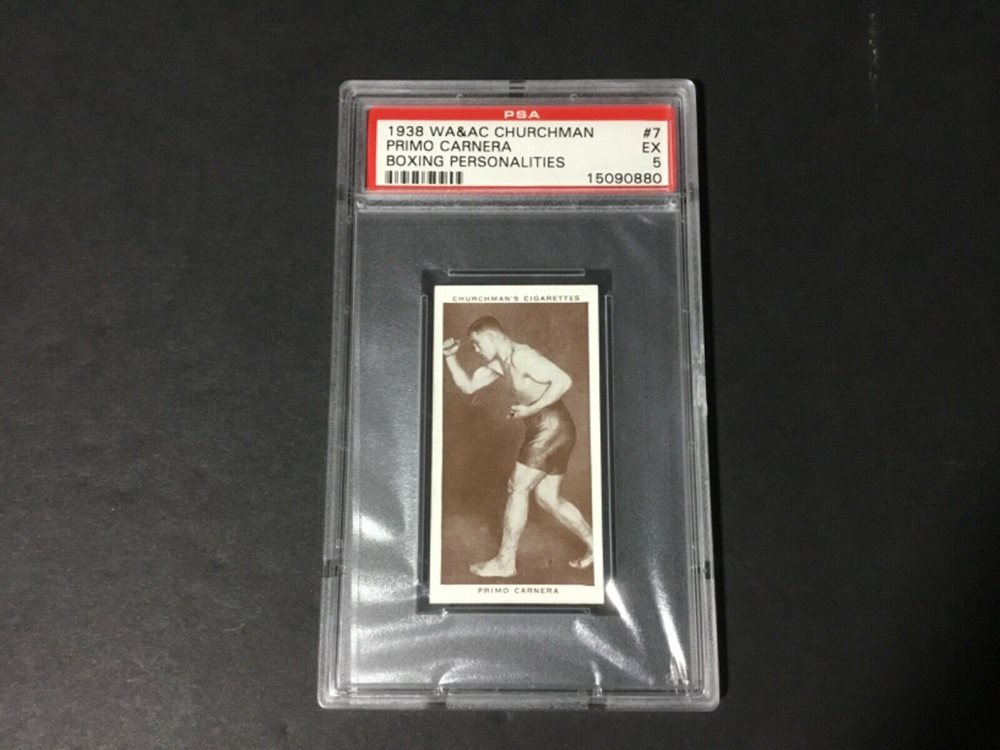 PSA
1938 WA&AC CHURCHMAN #7
PRIMO CARNERA EX
BOXING PERSONALITIES 5
15090880
CHURCHMAN'S CIGARETTES
PRIMO CARNERA